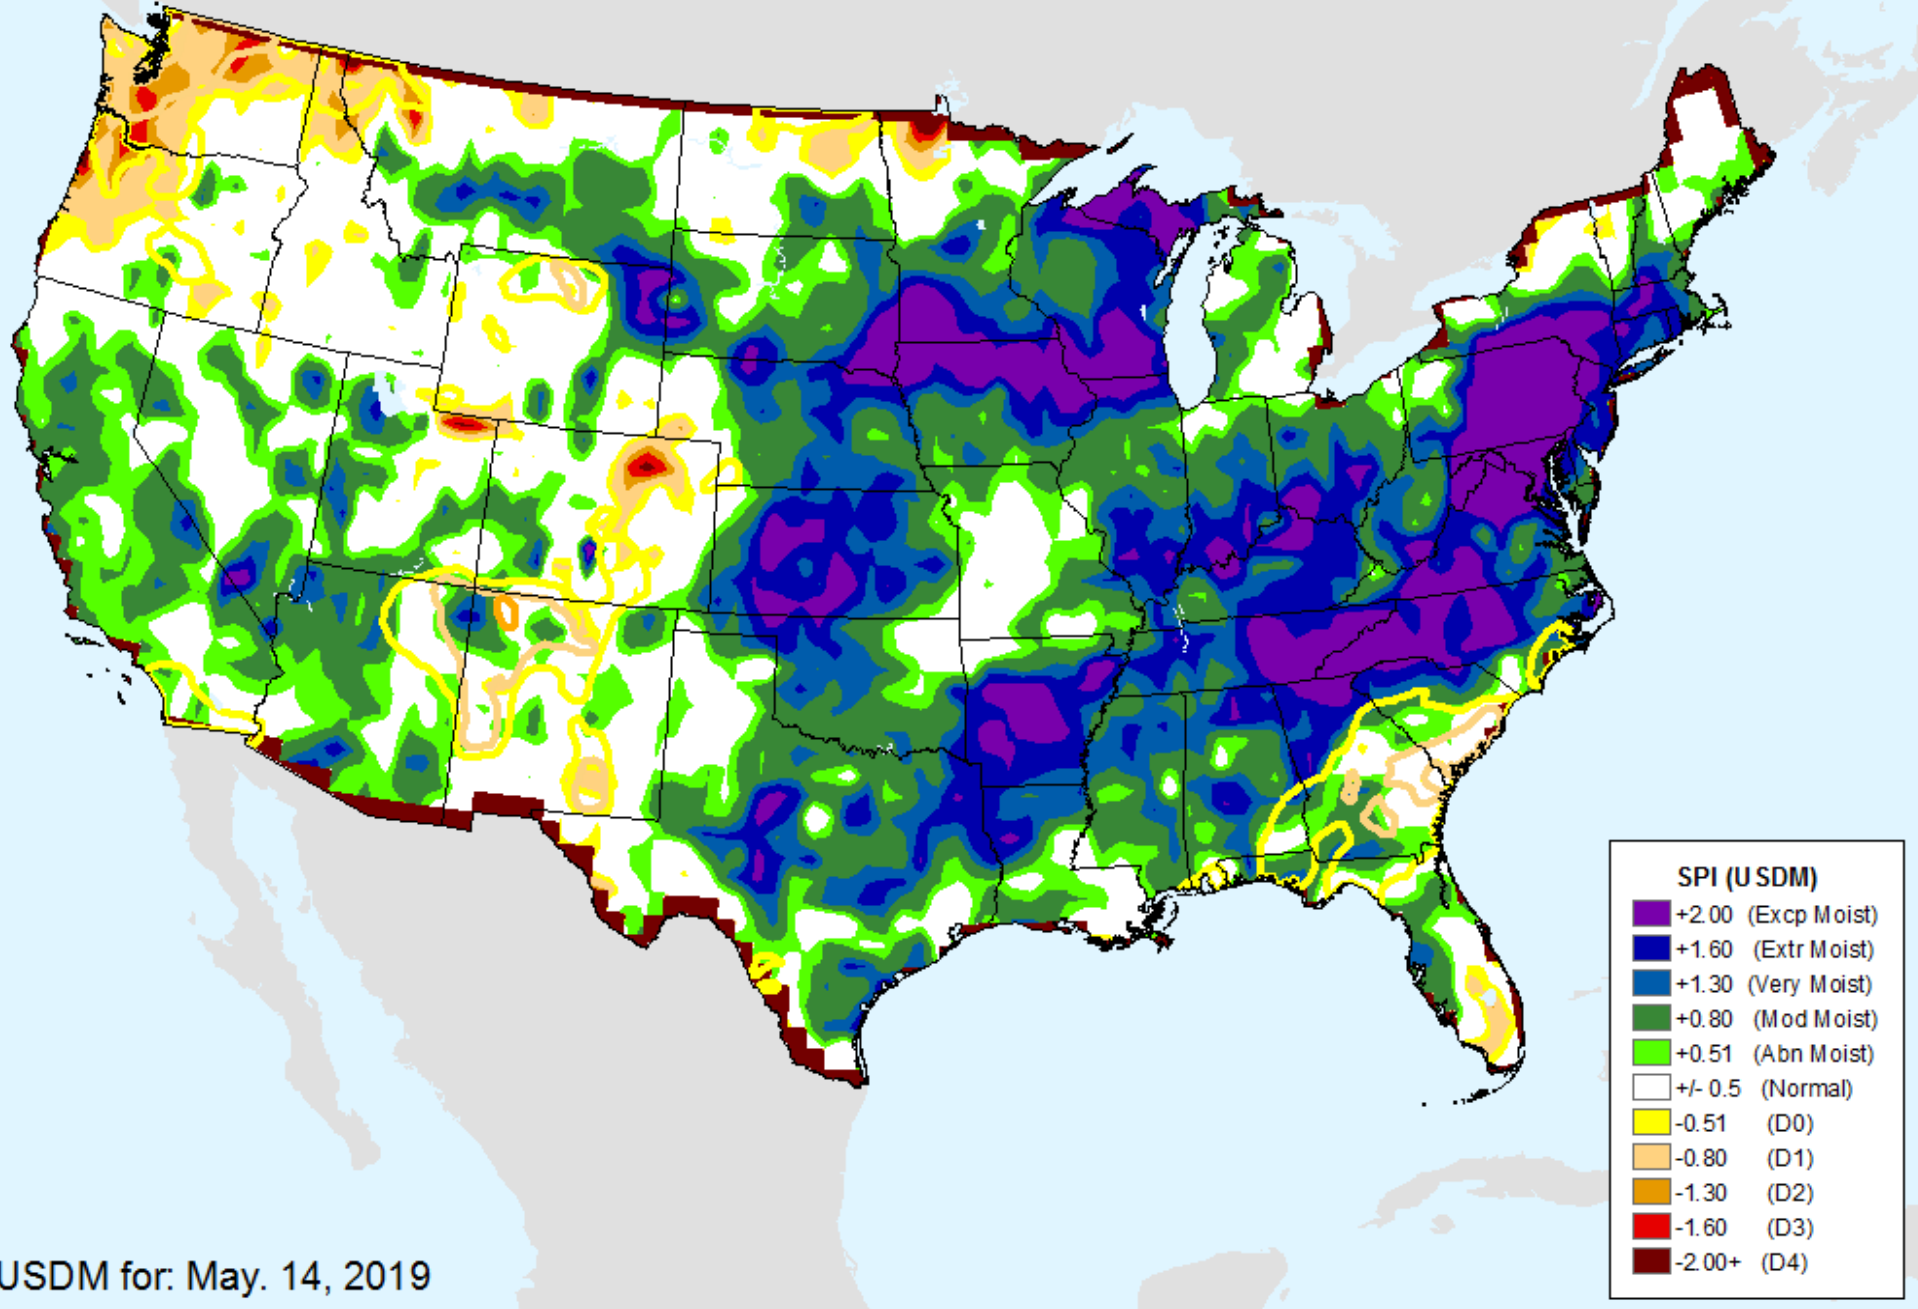 SPI (USDM)
+2.00 (Excp Moist)
+1.60 (Extr Moist)
+1.30 (Very Moist)
+0.80 (Mod Moist)
+0.51 (Abn Moist)
+/- 0.5 (Normal)
-0.51 (D0)
-0.80 (D1)
-1.30 (D2)
-1.60 (D3)
-2.00+ (D4)
USDM for: May. 14, 2019